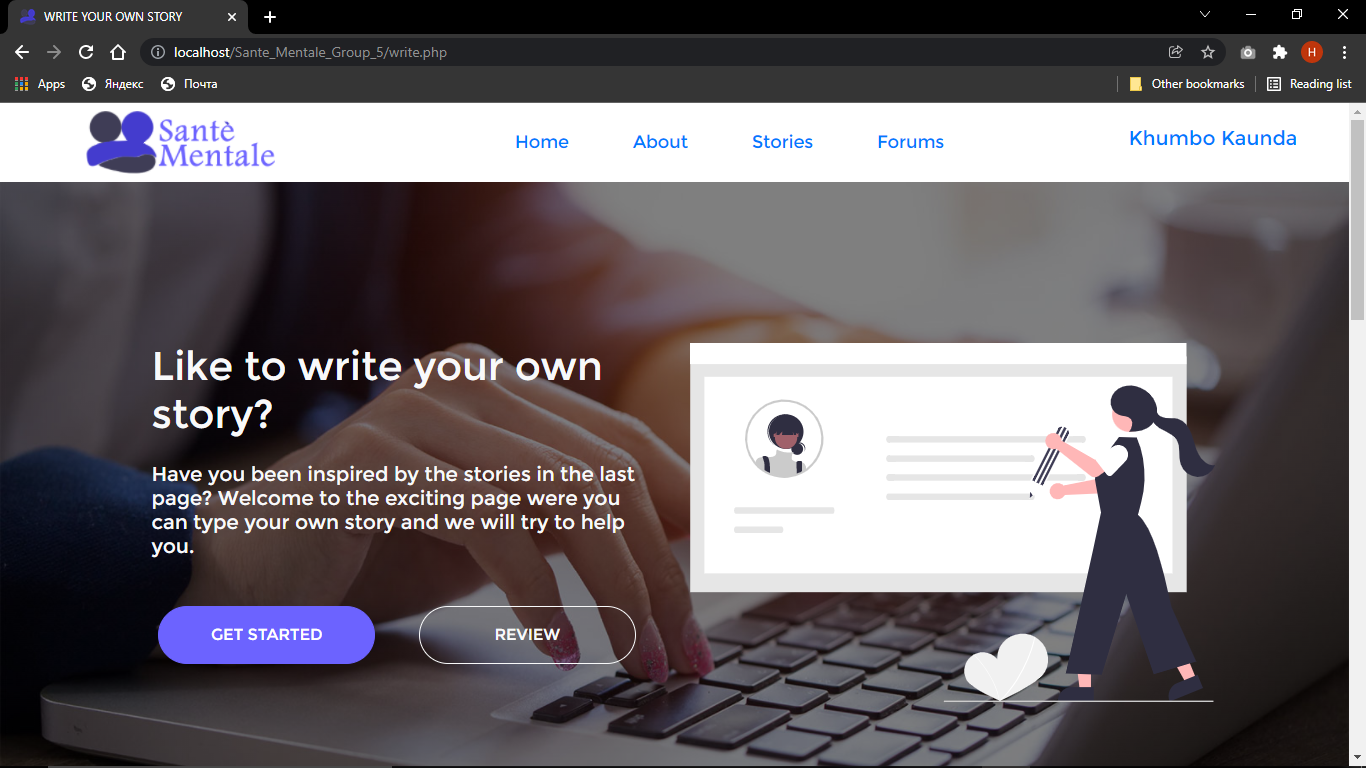 WRITE YOUR OWN STORY
localhost/Sante_Mentale_Group_5/write.php
H
Apps
Яндекс
Почта
Other bookmarks
Reading list
Santè
Mentale
Home
About
Stories
Forums
Khumbo Kaunda
Like to write your own
story?
Have you been inspired by the stories in the last
page? Welcome to the exciting page were you
can type your own story and we will try to help
you.
GET STARTED
REVIEW